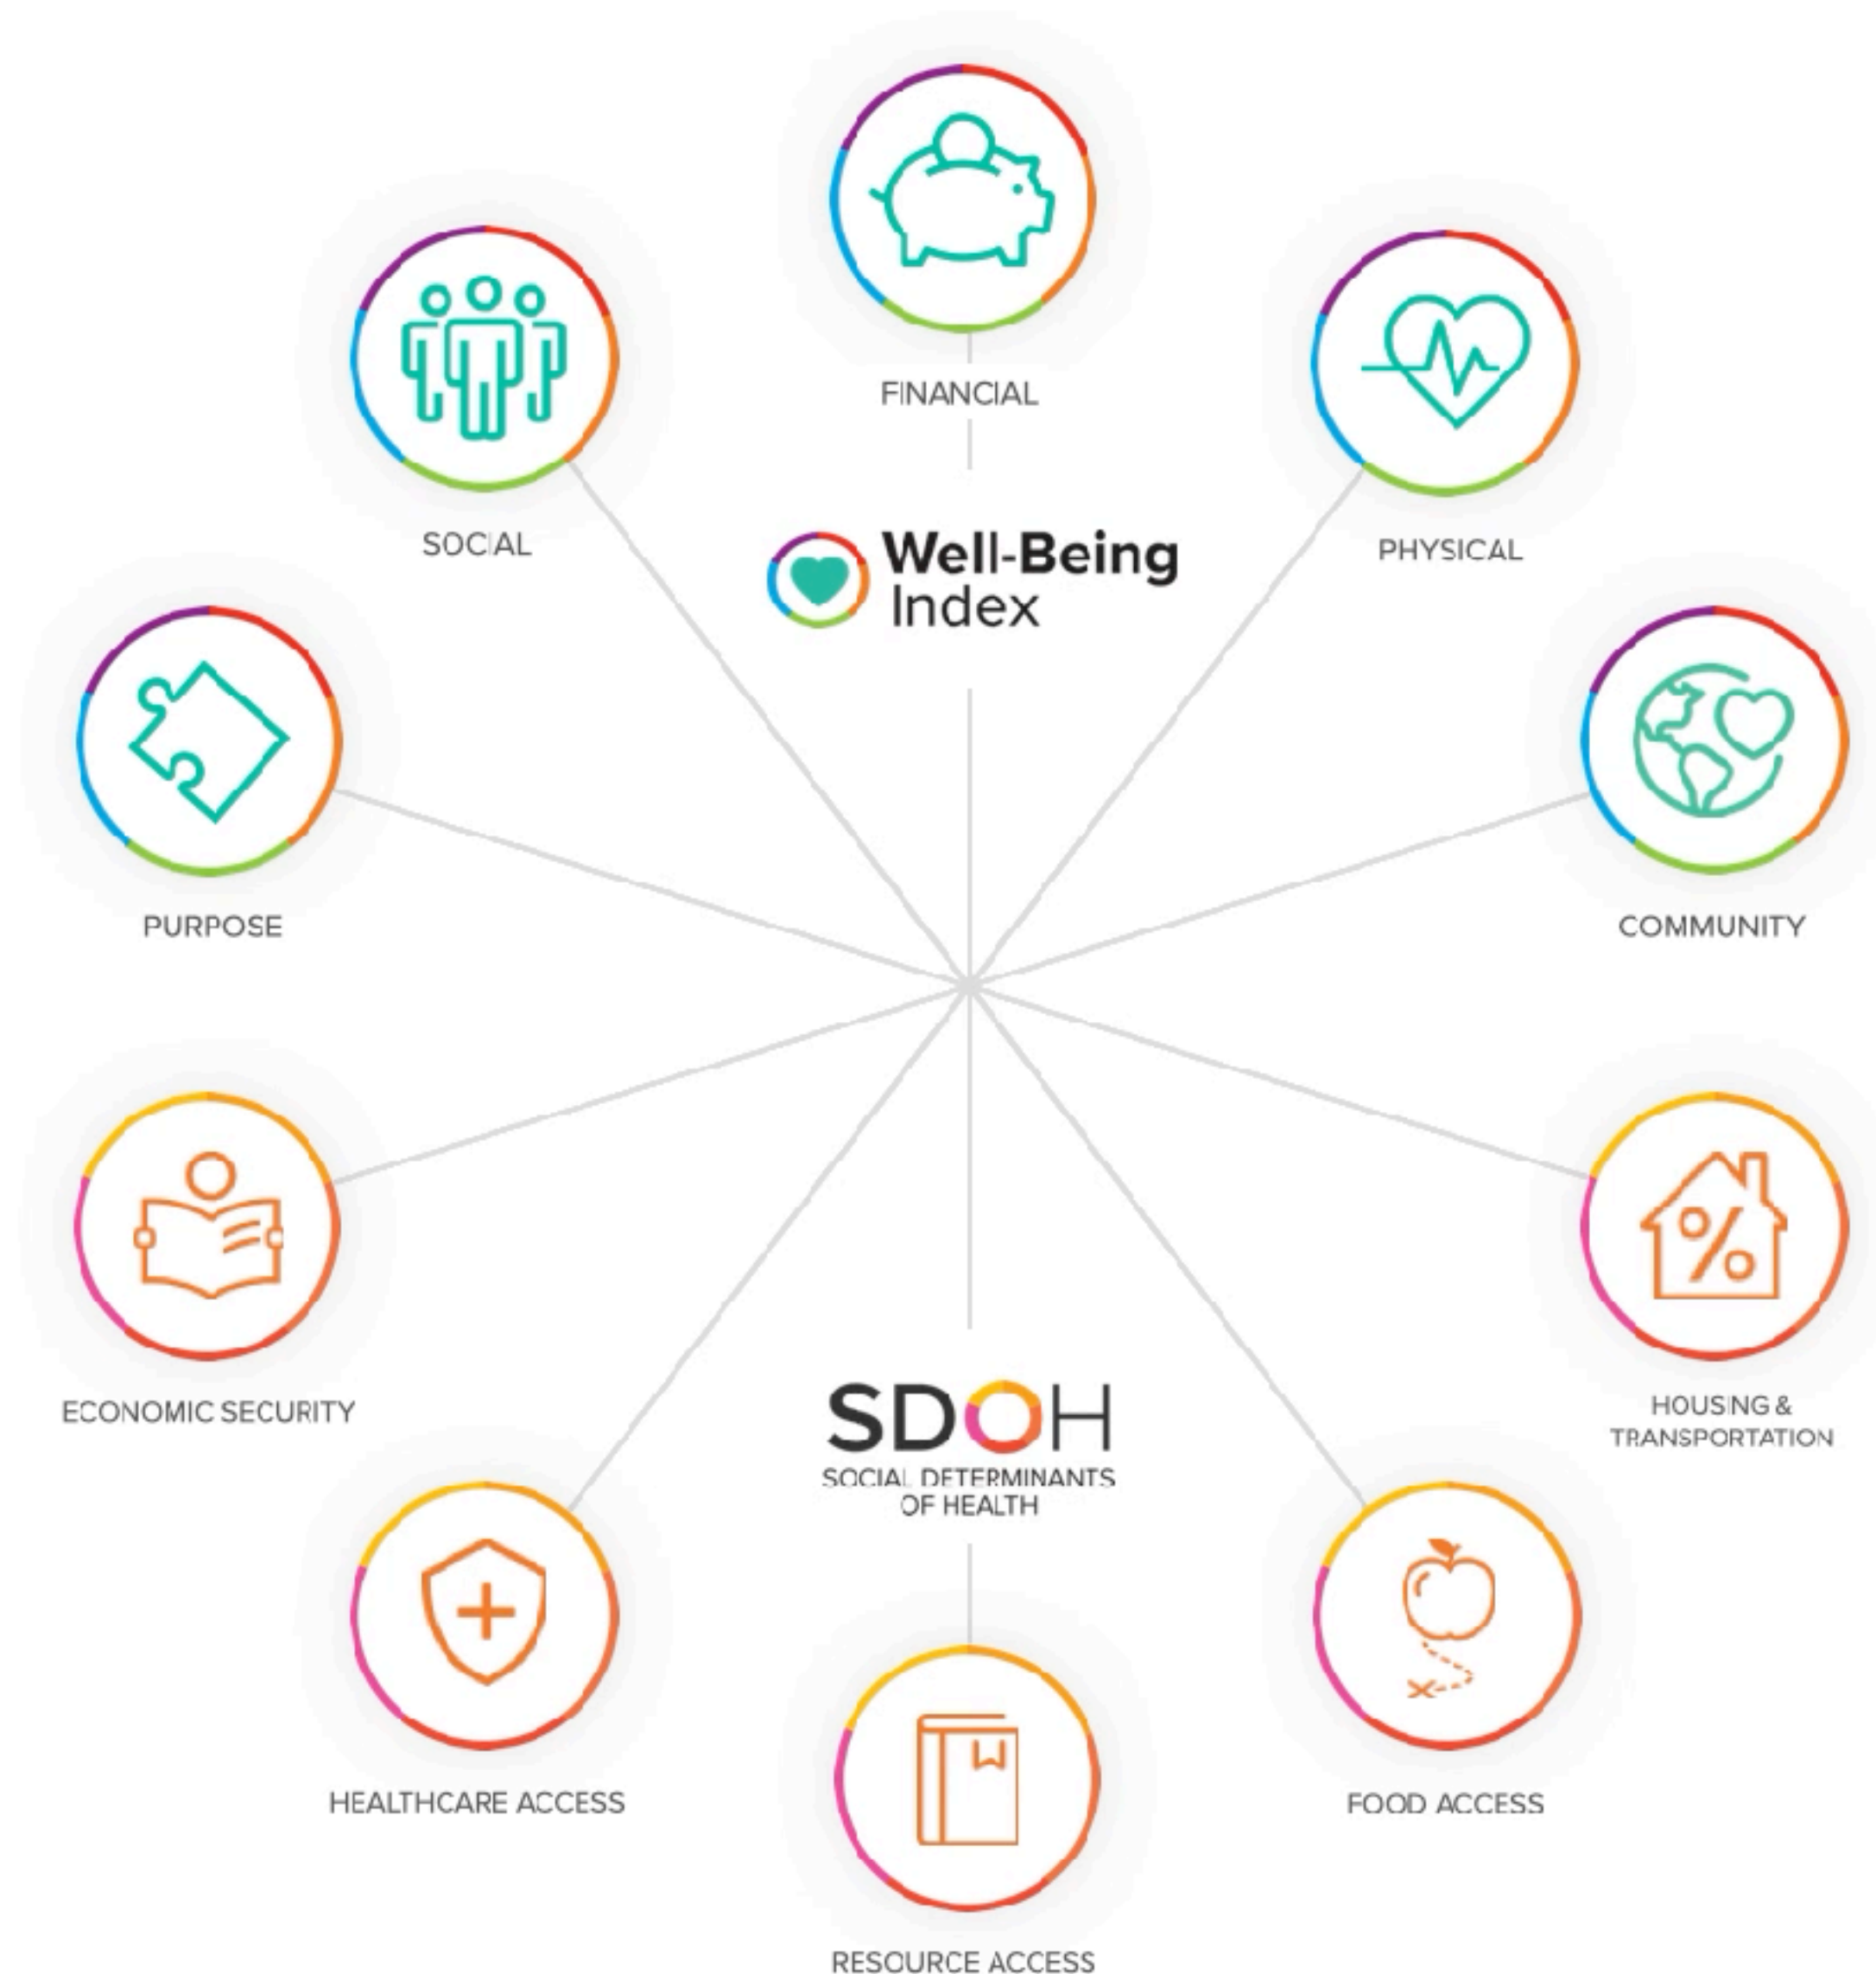 FINANCIAL
SOCIAL
PHYSICAL
Well-Being
Index
PURPOSE
COMMUNITY
ECONOMIC SECURITY
HOUSING &
TRANSPORTATION
SDOH
SOCIAL DETERMINANTS
OF HEALTH
HEALTHCARE ACCESS
FOOD ACCESS
RESOURCE ACCESS